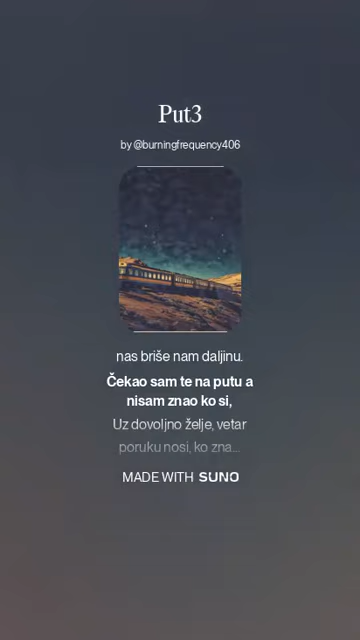 Put3
by @burningfrequency406
nas briše nam daljinu.
Čekao sam te na putu a
nisam znao ko si,
Uz dovoljno želje, vetar
poruku nosi, ko zna...
MADE WITH SUNO